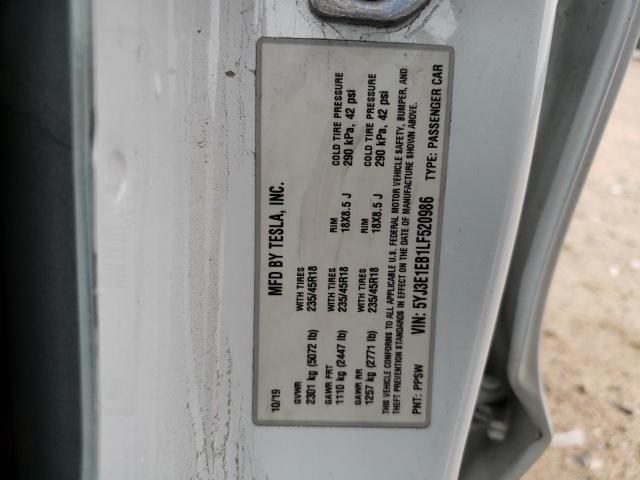 10/19 MFD BY TESLA, INC.
GVWR WITH TIRES RIM COLD TIRE PRESSURE
2301 kg (5072 lb) 235/45R18 18X8.5 J 290 kPa, 42 psi
GAWR FRT WITH TIRES RIM COLD TIRE PRESSURE
1110 kg (2447 lb) 235/45R18 18X8.5 J 290 kPa, 42 psi
GAWR RR WITH TIRES
1257 kg (2771 lb) 235/45R18
THIS VEHICLE CONFORMS TO ALL APPLICABLE U.S. FEDERAL MOTOR VEHICLE SAFETY, BUMPER, AND
THEFT PREVENTION STANDARDS IN EFFECT ON THE DATE OF MANUFACTURE SHOWN ABOVE.
PNT: PPSW VIN: 5YJ3E1EB1LF520986 TYPE: PASSENGER CAR